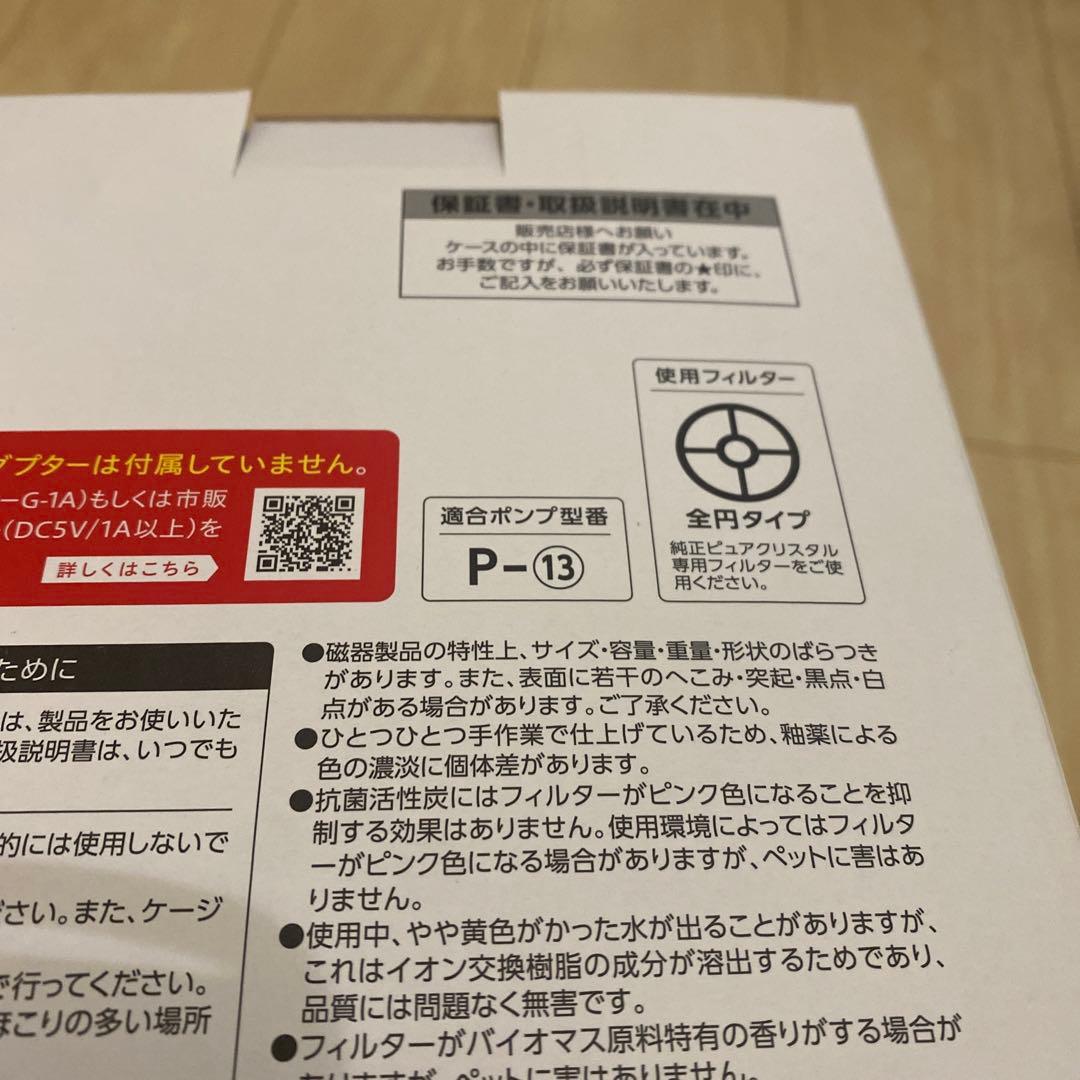 保証書・取扱説明書在中
販売店様へお願い
ケースの中に保証書が入っています。
お手数ですが、必ず保証書の★印に、
ご記入をお願いいたします。
使用フィルター
全円タイプ
純正ピュアクリスタル
専用フィルターをご使
用ください。
適合ポンプ型番
P-⑬
プターは付属していません。
ーG-1A)もしくは市販
(DC5V/1A以上)を
詳しくはこちら
ために
は、製品をお使いいた
扱説明書は、いつでも
的には使用しないで
ださい。また、ケージ
で行ってください。
ほこりの多い場所
●磁器製品の特性上、サイズ・容量・重量・形状のばらつき
があります。また、表面に若干のへこみ・突起・黒点・白
点がある場合があります。ご了承ください。
●ひとつひとつ手作業で仕上げているため、釉薬による
色の濃淡に個体差があります。
●抗菌活性炭にはフィルターがピンク色になることを抑
制する効果はありません。使用環境によってはフィルタ
ーがピンク色になる場合がありますが、ペットに害はあ
りません。
●使用中、やや黄色がかった水が出ることがありますが、
これはイオン交換樹脂の成分が溶出するためであり、
品質には問題なく無害です。
●フィルターがバイオマス原料特有の香りがする場合が
ありますが、ペットに害はありません。